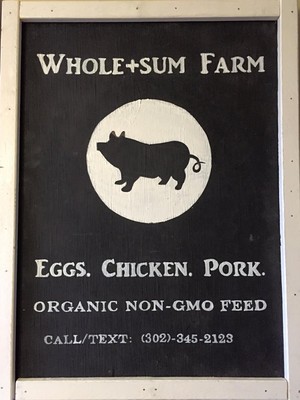 Whole+sum Farm
Eggs. Chicken. Pork.
ORGANIC NON-GMO FEED
CALL/TEXT: (302)-345-2123